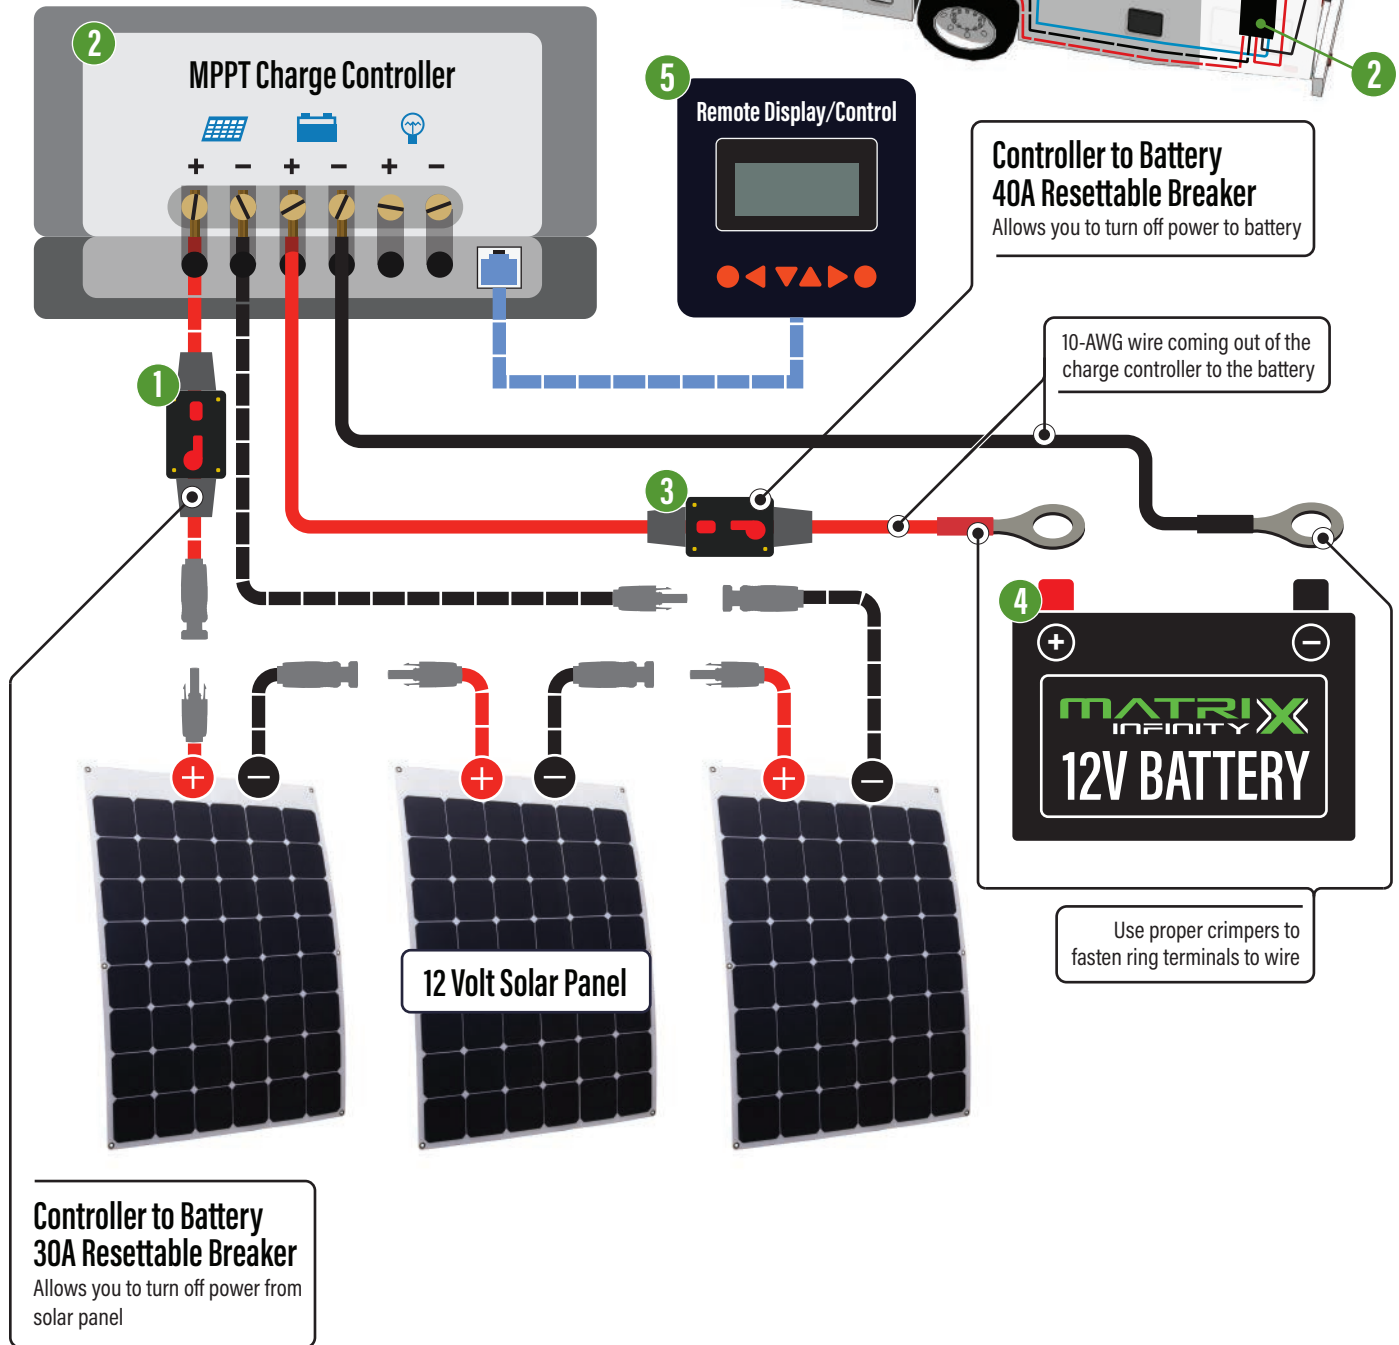 2
MPPT Charge Controller
+ − + − + −
5
Remote Display/Control
2
Controller to Battery
40A Resettable Breaker
Allows you to turn off power to battery
10-AWG wire coming out of the
charge controller to the battery
1
3
4
+ −
MATRIX
INFINITY
12V BATTERY
+ − + − + −
12 Volt Solar Panel
Use proper crimpers to
fasten ring terminals to wire
Controller to Battery
30A Resettable Breaker
Allows you to turn off power from
solar panel